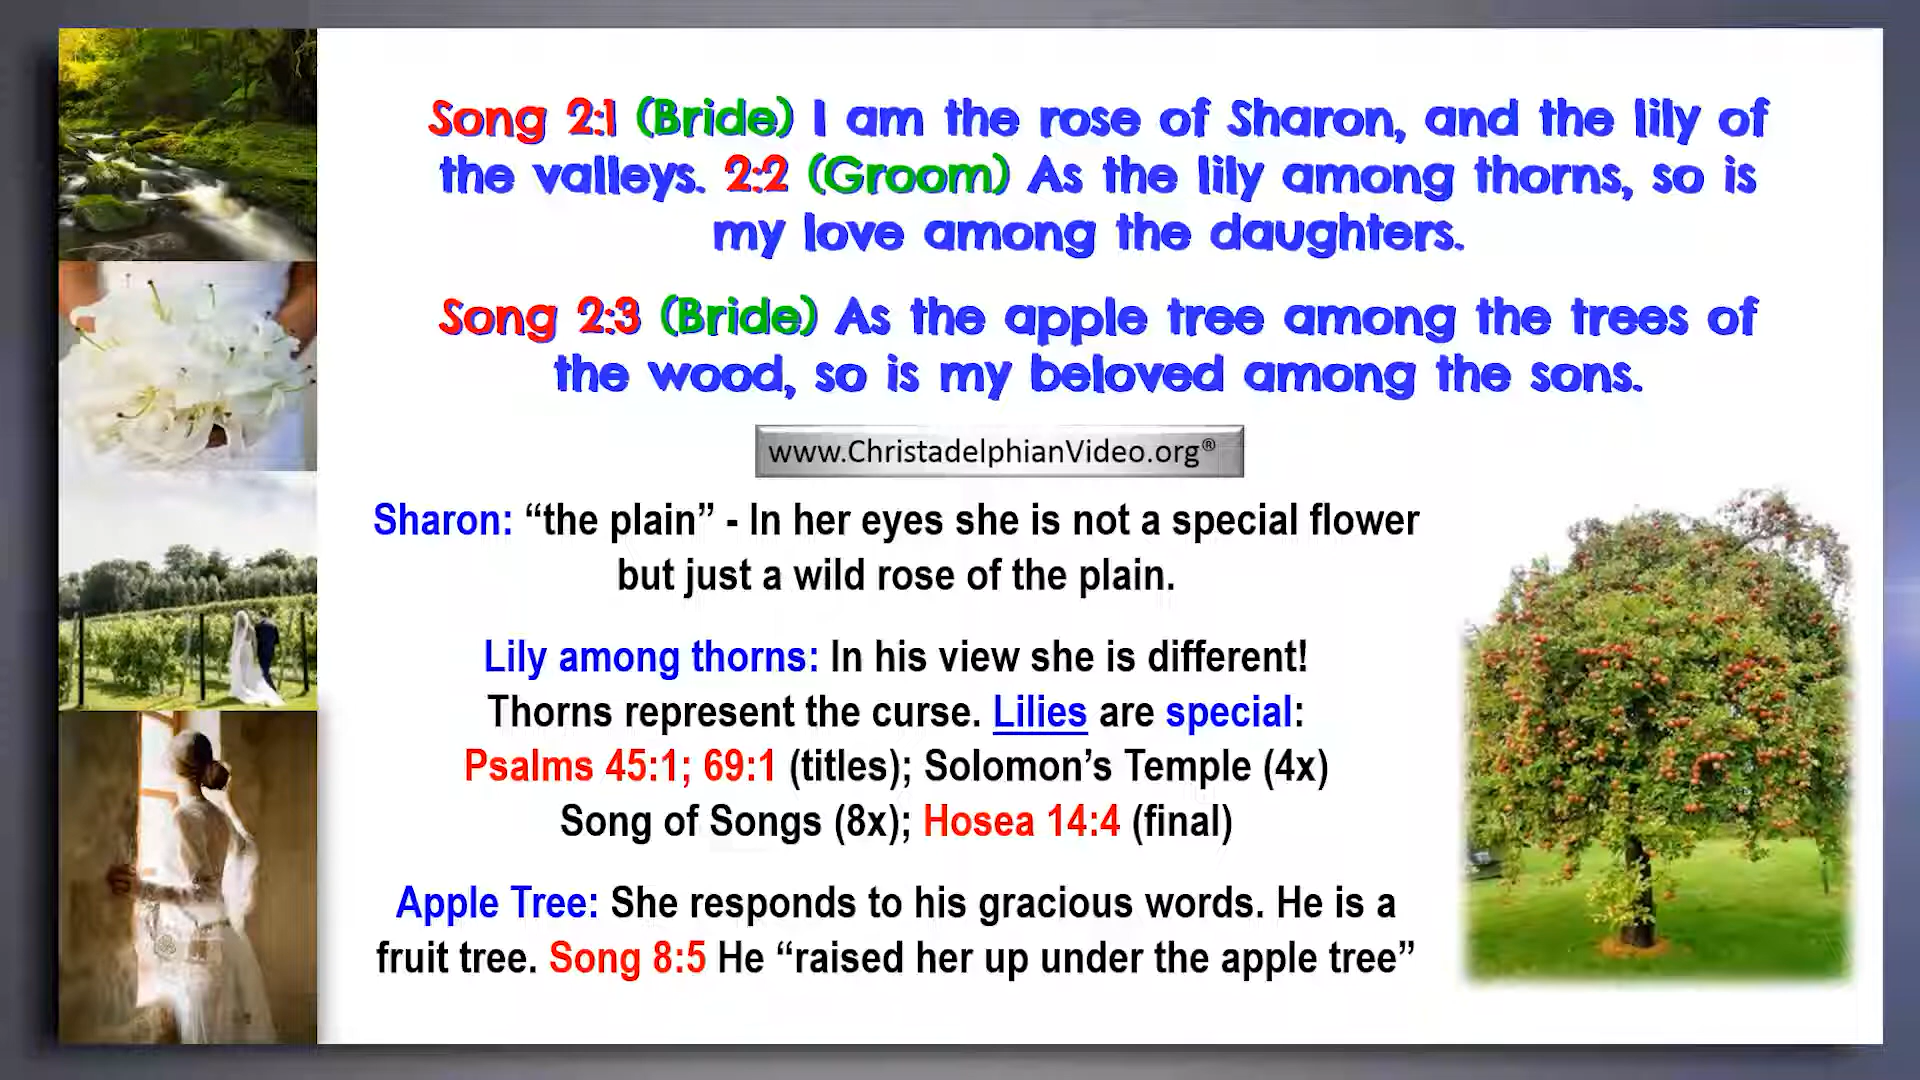 Song 2:1 (Bride) I am the rose of Sharon, and the lily of
the valleys. 2:2 (Groom) As the lily among thorns, so is
my love among the daughters.
Song 2:3 (Bride) As the apple tree among the trees of
the wood, so is my beloved among the sons.
www.ChristadelphianVideo.org®
Sharon: “the plain” - In her eyes she is not a special flower
but just a wild rose of the plain.
Lily among thorns: In his view she is different!
Thorns represent the curse. Lilies are special:
Psalms 45:1; 69:1 (titles); Solomon’s Temple (4x)
Song of Songs (8x); Hosea 14:4 (final)
Apple Tree: She responds to his gracious words. He is a
fruit tree. Song 8:5 He “raised her up under the apple tree”